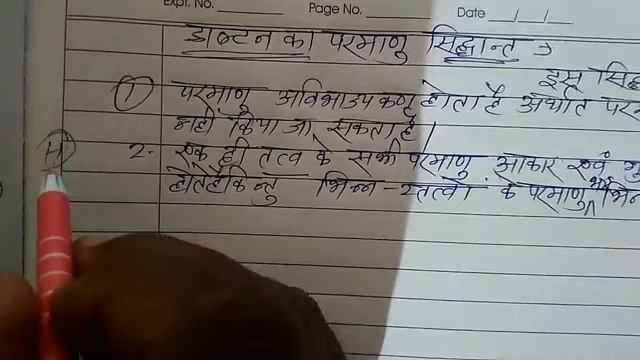 Expt. No. Page No. Date
डाल्टन का परमाणु सिद्धान्त →
इस सिद्
① परमाणु अविभाज्य कण होता है अर्थात पर
नही किया जा सकता है।
H 2. एक ही तत्व के सभी परमाणु आकार एवं
होते है किन्तु भिन्न - तत्वो के परमाणु भी भिन